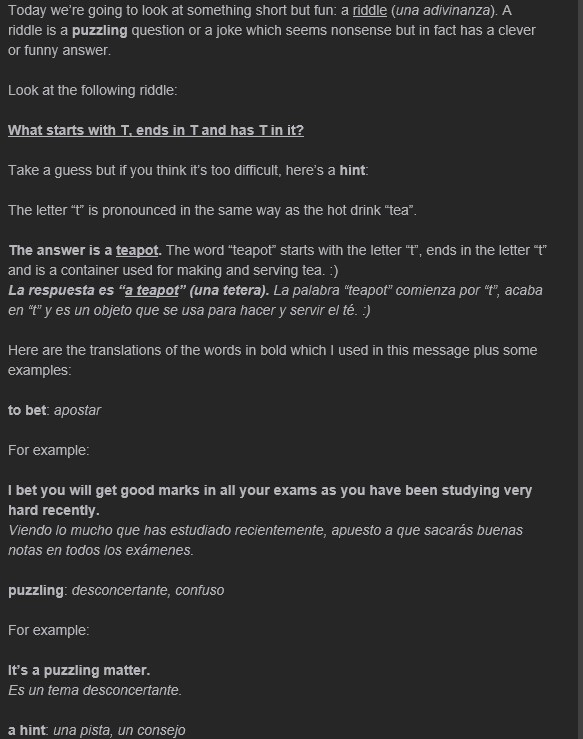 Today we're going to look at something short but fun: a riddle (una adivinanza). A
riddle is a puzzling question or a joke which seems nonsense but in fact has a clever
or funny answer.
Look at the following riddle:
What starts with T, ends in T and has T in it?
Take a guess but if you think it's too difficult, here's a hint:
The letter “t” is pronounced in the same way as the hot drink “tea”.
The answer is a teapot. The word “teapot” starts with the letter “t”, ends in the letter “t”
and is a container used for making and serving tea. :)
La respuesta es “a teapot” (una tetera). La palabra “teapot” comienza por “t”, acaba
en “t” y es un objeto que se usa para hacer y servir el té. :)
Here are the translations of the words in bold which I used in this message plus some
examples:
to bet: apostar
For example:
I bet you will get good marks in all your exams as you have been studying very
hard recently.
Viendo lo mucho que has estudiado recientemente, apuesto a que sacarás buenas
notas en todos los exámenes.
puzzling: desconcertante, confuso
For example:
It's a puzzling matter.
Es un tema desconcertante.
a hint: una pista, un consejo